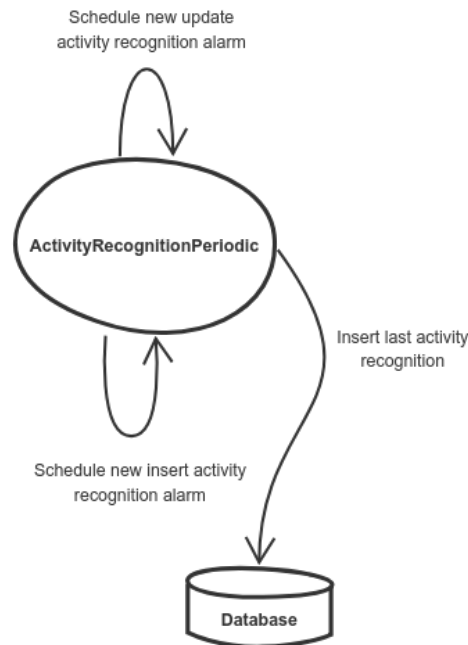 Schedule new update
activity recognition alarm
ActivityRecognitionPeriodic
Insert last activity
recognition
Schedule new insert activity
recognition alarm
Database